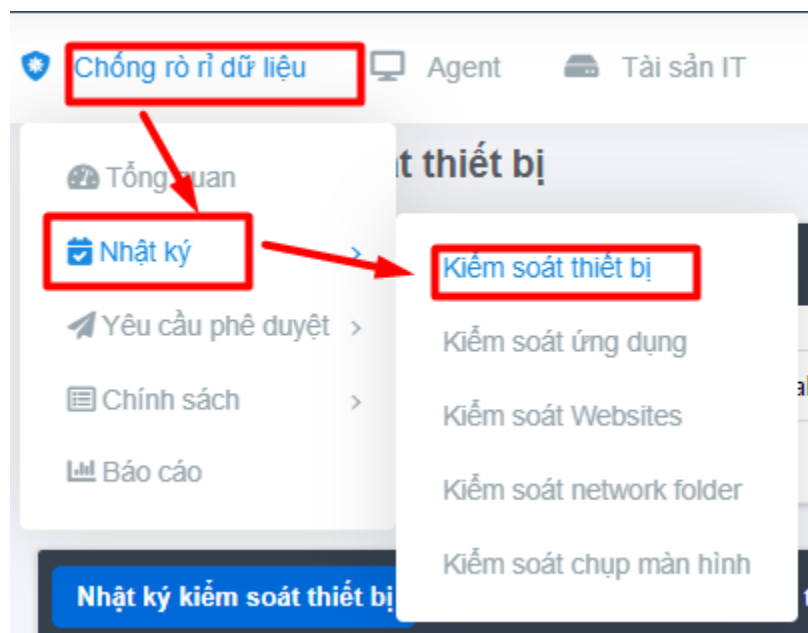 Chống rò rỉ dữ liệu Agent Tài sản IT
Tổng quan
t thiết bị
Nhật ký
Kiểm soát thiết bị
Yêu cầu phê duyệt
Kiểm soát ứng dụng
Chính sách
Kiểm soát Websites
Báo cáo
Kiểm soát network folder
Kiểm soát chụp màn hình
Nhật ký kiểm soát thiết bị